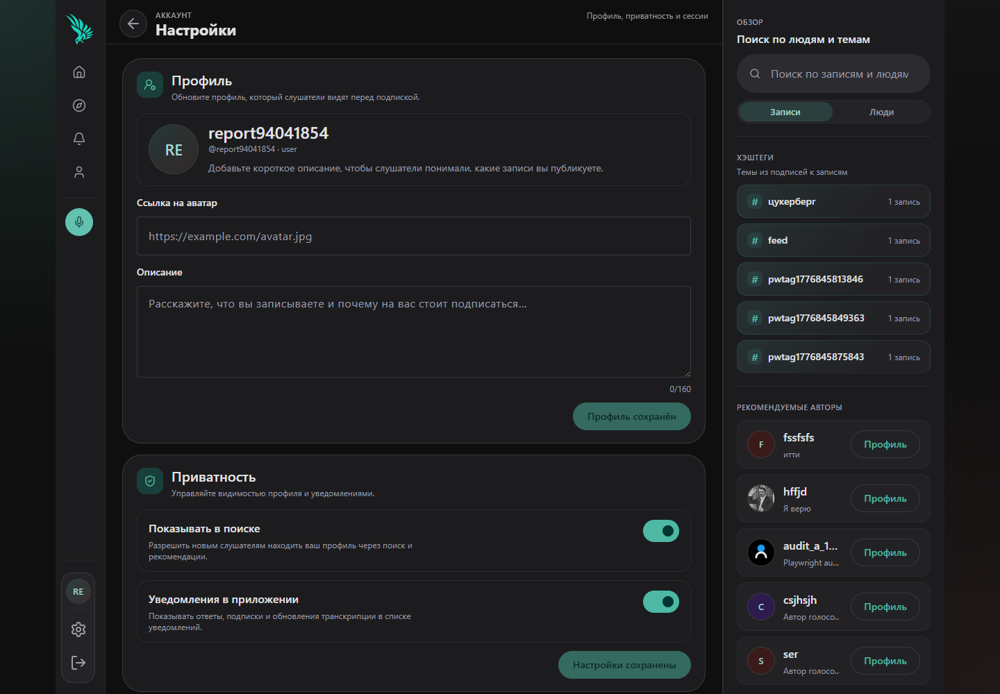 АККАУНТ
Настройки
Профиль, приватность и сессии
Профиль
Обновите профиль, который слушатели видят перед подпиской.
RE
report94041854
@report94041854 · user
Добавьте короткое описание, чтобы слушатели понимали, какие записи вы публикуете.
Ссылка на аватар
https://example.com/avatar.jpg
Описание
Расскажите, что вы записываете и почему на вас стоит подписаться...
0/160
Профиль сохранён
Приватность
Управляйте видимостью профиля и уведомлениями.
Показывать в поиске
Разрешить новым слушателям находить ваш профиль через поиск и
рекомендации.
Уведомления в приложении
Показывать ответы, подписки и обновления транскрипции в списке
уведомлений.
Настройки сохранены
RE
ОБЗОР
Поиск по людям и темам
Поиск по записям и людям
Записи
Люди
ХЭШТЕГИ
Темы из подписей к записям
# цукерберг 1 запись
# feed 1 запись
# pwtag1776845813846 1 запись
# pwtag1776845849363 1 запись
# pwtag1776845875843 1 запись
РЕКОМЕНДУЕМЫЕ АВТОРЫ
F
fssfsfs
итти
Профиль
hffjd
Я верю
Профиль
audit_a_1...
Playwright au...
Профиль
C
csjhsjh
Автор голосо...
Профиль
S
ser
Автор голосо...
Профиль